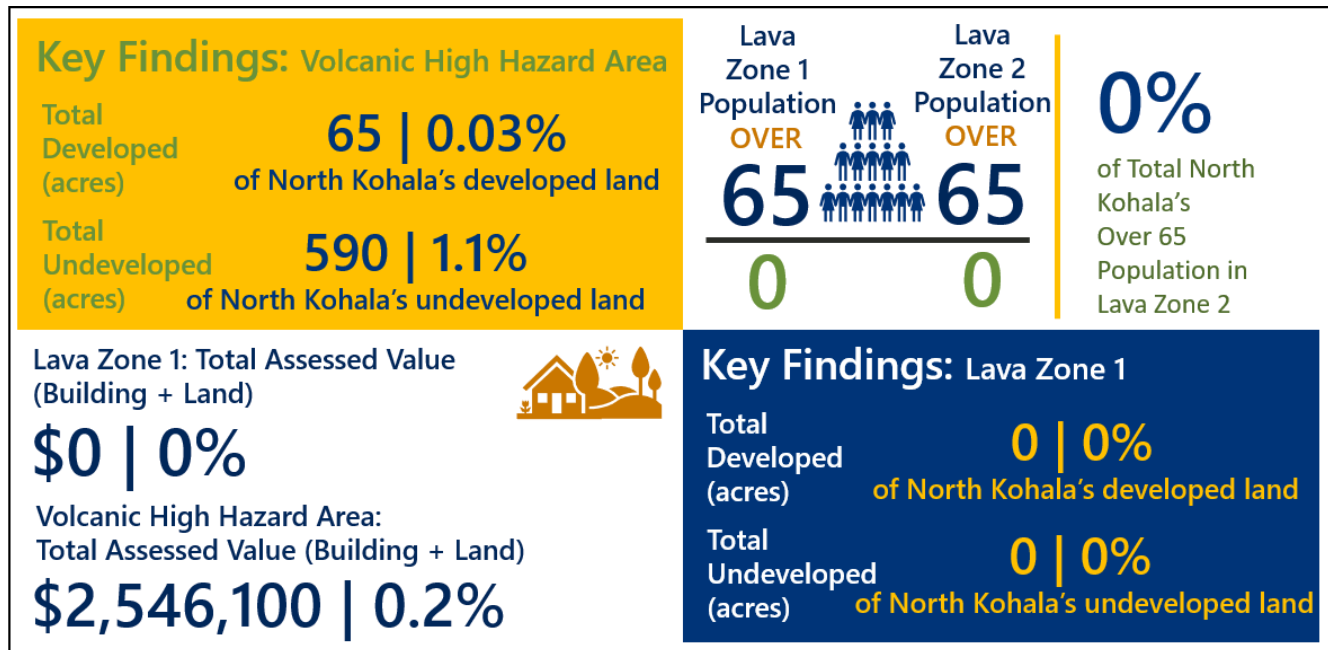 Key Findings: Volcanic High Hazard Area
Total
Developed
(acres)
65 | 0.03%
of North Kohala's developed land
Total
Undeveloped
(acres)
590 | 1.1%
of North Kohala's undeveloped land
Lava
Zone 1
Population
OVER
65
0
Lava
Zone 2
Population
OVER
65
0
0%
of Total North
Kohala's
Over 65
Population in
Lava Zone 2
Lava Zone 1: Total Assessed Value
(Building + Land)
$0 | 0%
Volcanic High Hazard Area:
Total Assessed Value (Building + Land)
$2,546,100 | 0.2%
Key Findings: Lava Zone 1
Total
Developed
(acres)
0 | 0%
of North Kohala's developed land
Total
Undeveloped
(acres)
0 | 0%
of North Kohala's undeveloped land